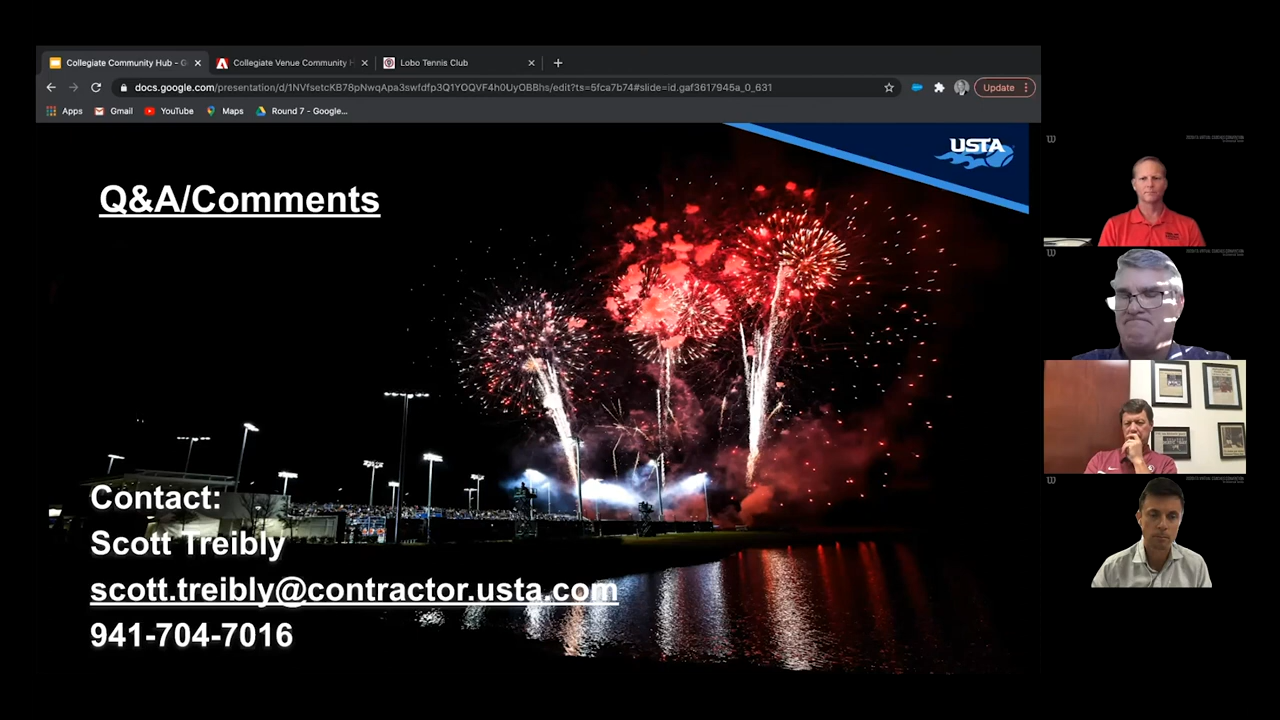 Collegiate Community Hub - G
Collegiate Venue Community H
Lobo Tennis Club
docs.google.com/presentation/d/1NVfsetcKB78pNwqApa3swfdfp3Q1YOQVF4h0UyOBBhs/edit?ts=5fca7b74#slide=id.gaf3617945a_0_631
Update
Apps
Gmail
YouTube
Maps
Round 7 - Google...
USTA
Q&A/Comments
Contact:
Scott Treibly
scott.treibly@contractor.usta.com
941-704-7016